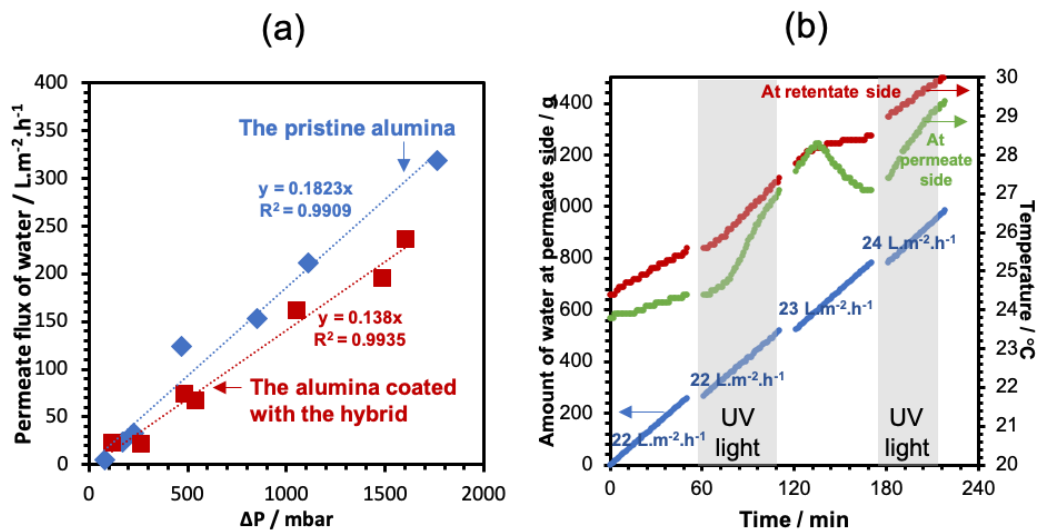 (a)
Permeate flux of water / Lm⁻².h⁻¹
400
350
300
250
200
150
100
50
0
The pristine alumina
y = 0.1823x
R² = 0.9909
y = 0.138x
R² = 0.9935
The alumina coated
with the hybrid
0
500
1000
1500
2000
ΔP / mbar
(b)
Amount of water at permeate side / g
1400
1200
1000
800
600
400
200
0
At retentate side
At
permeate
side
24 L.m⁻².h⁻¹
23 L.m⁻².h⁻¹
22 L.m⁻².h⁻¹
22 L.m⁻².h⁻¹
UV
light
UV
light
30
29
28
27
26
25
24
23
22
21
20
Temperature / °C
0
60
120
180
240
Time / min